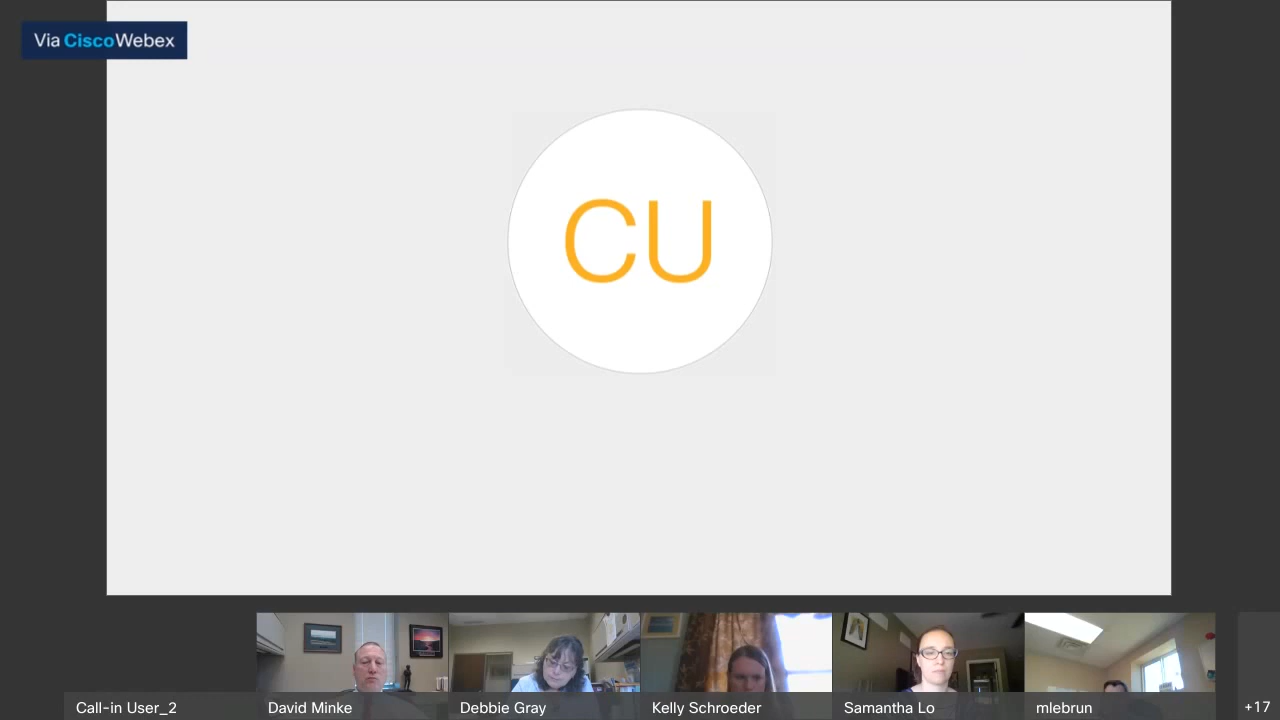 Via CiscoWebex
CU
Call-in User_2
David Minke
Debbie Gray
Kelly Schroeder
Samantha Lo
mlebrun
+17